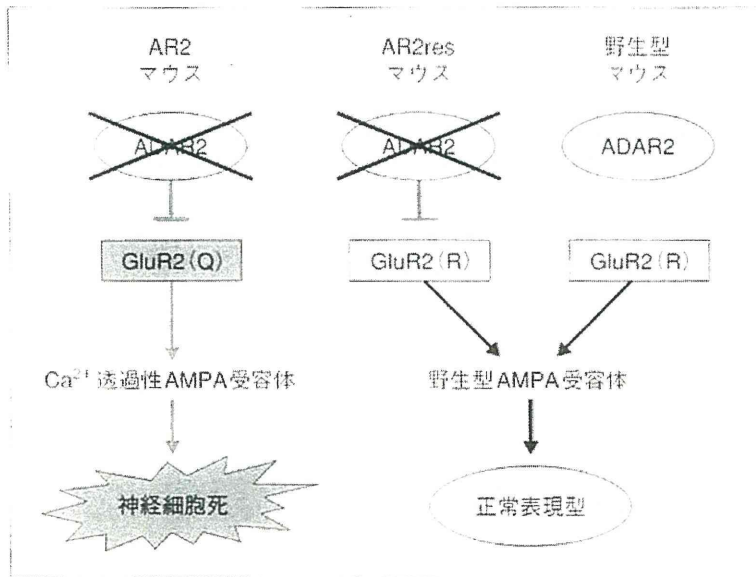 AR2
マウス
AR2res
マウス
野生型
マウス
ADAR2
ADAR2
ADAR2
GluR2(Q)
GluR2(R)
GluR2(R)
Ca²⁺透過性AMPA受容体
野生型AMPA受容体
神経細胞死
正常表現型